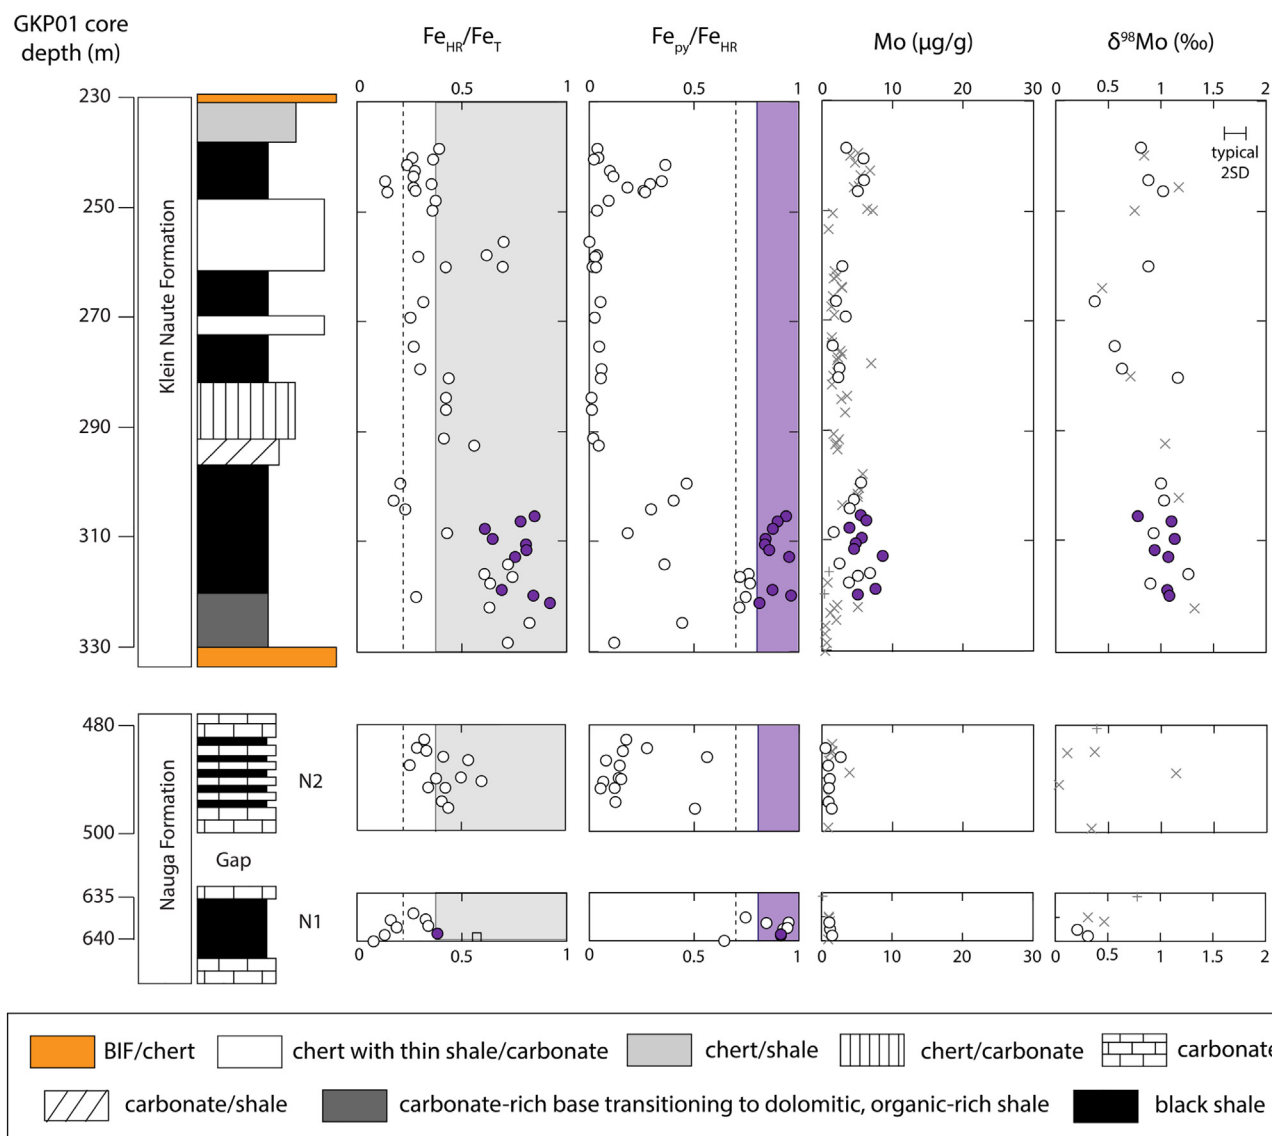 GKP01 core
depth (m)
Fe_HR/Fe_T
Fe_py/Fe_HR
Mo (µg/g)
δ⁹⁸Mo (‰)
0 0.5 1
0 0.5 1
0 10 20 30
0 0.5 1 1.5 2
230
250
270
290
310
330
Klein Naute Formation
typical
2SD
480
500
635
640
Nauga Formation
N2
Gap
N1
0 0.5 1
0 0.5 1
0 10 20 30
0 0.5 1 1.5 2
BIF/chert
chert with thin shale/carbonate
chert/shale
chert/carbonate
carbonate
carbonate/shale
carbonate-rich base transitioning to dolomitic, organic-rich shale
black shale